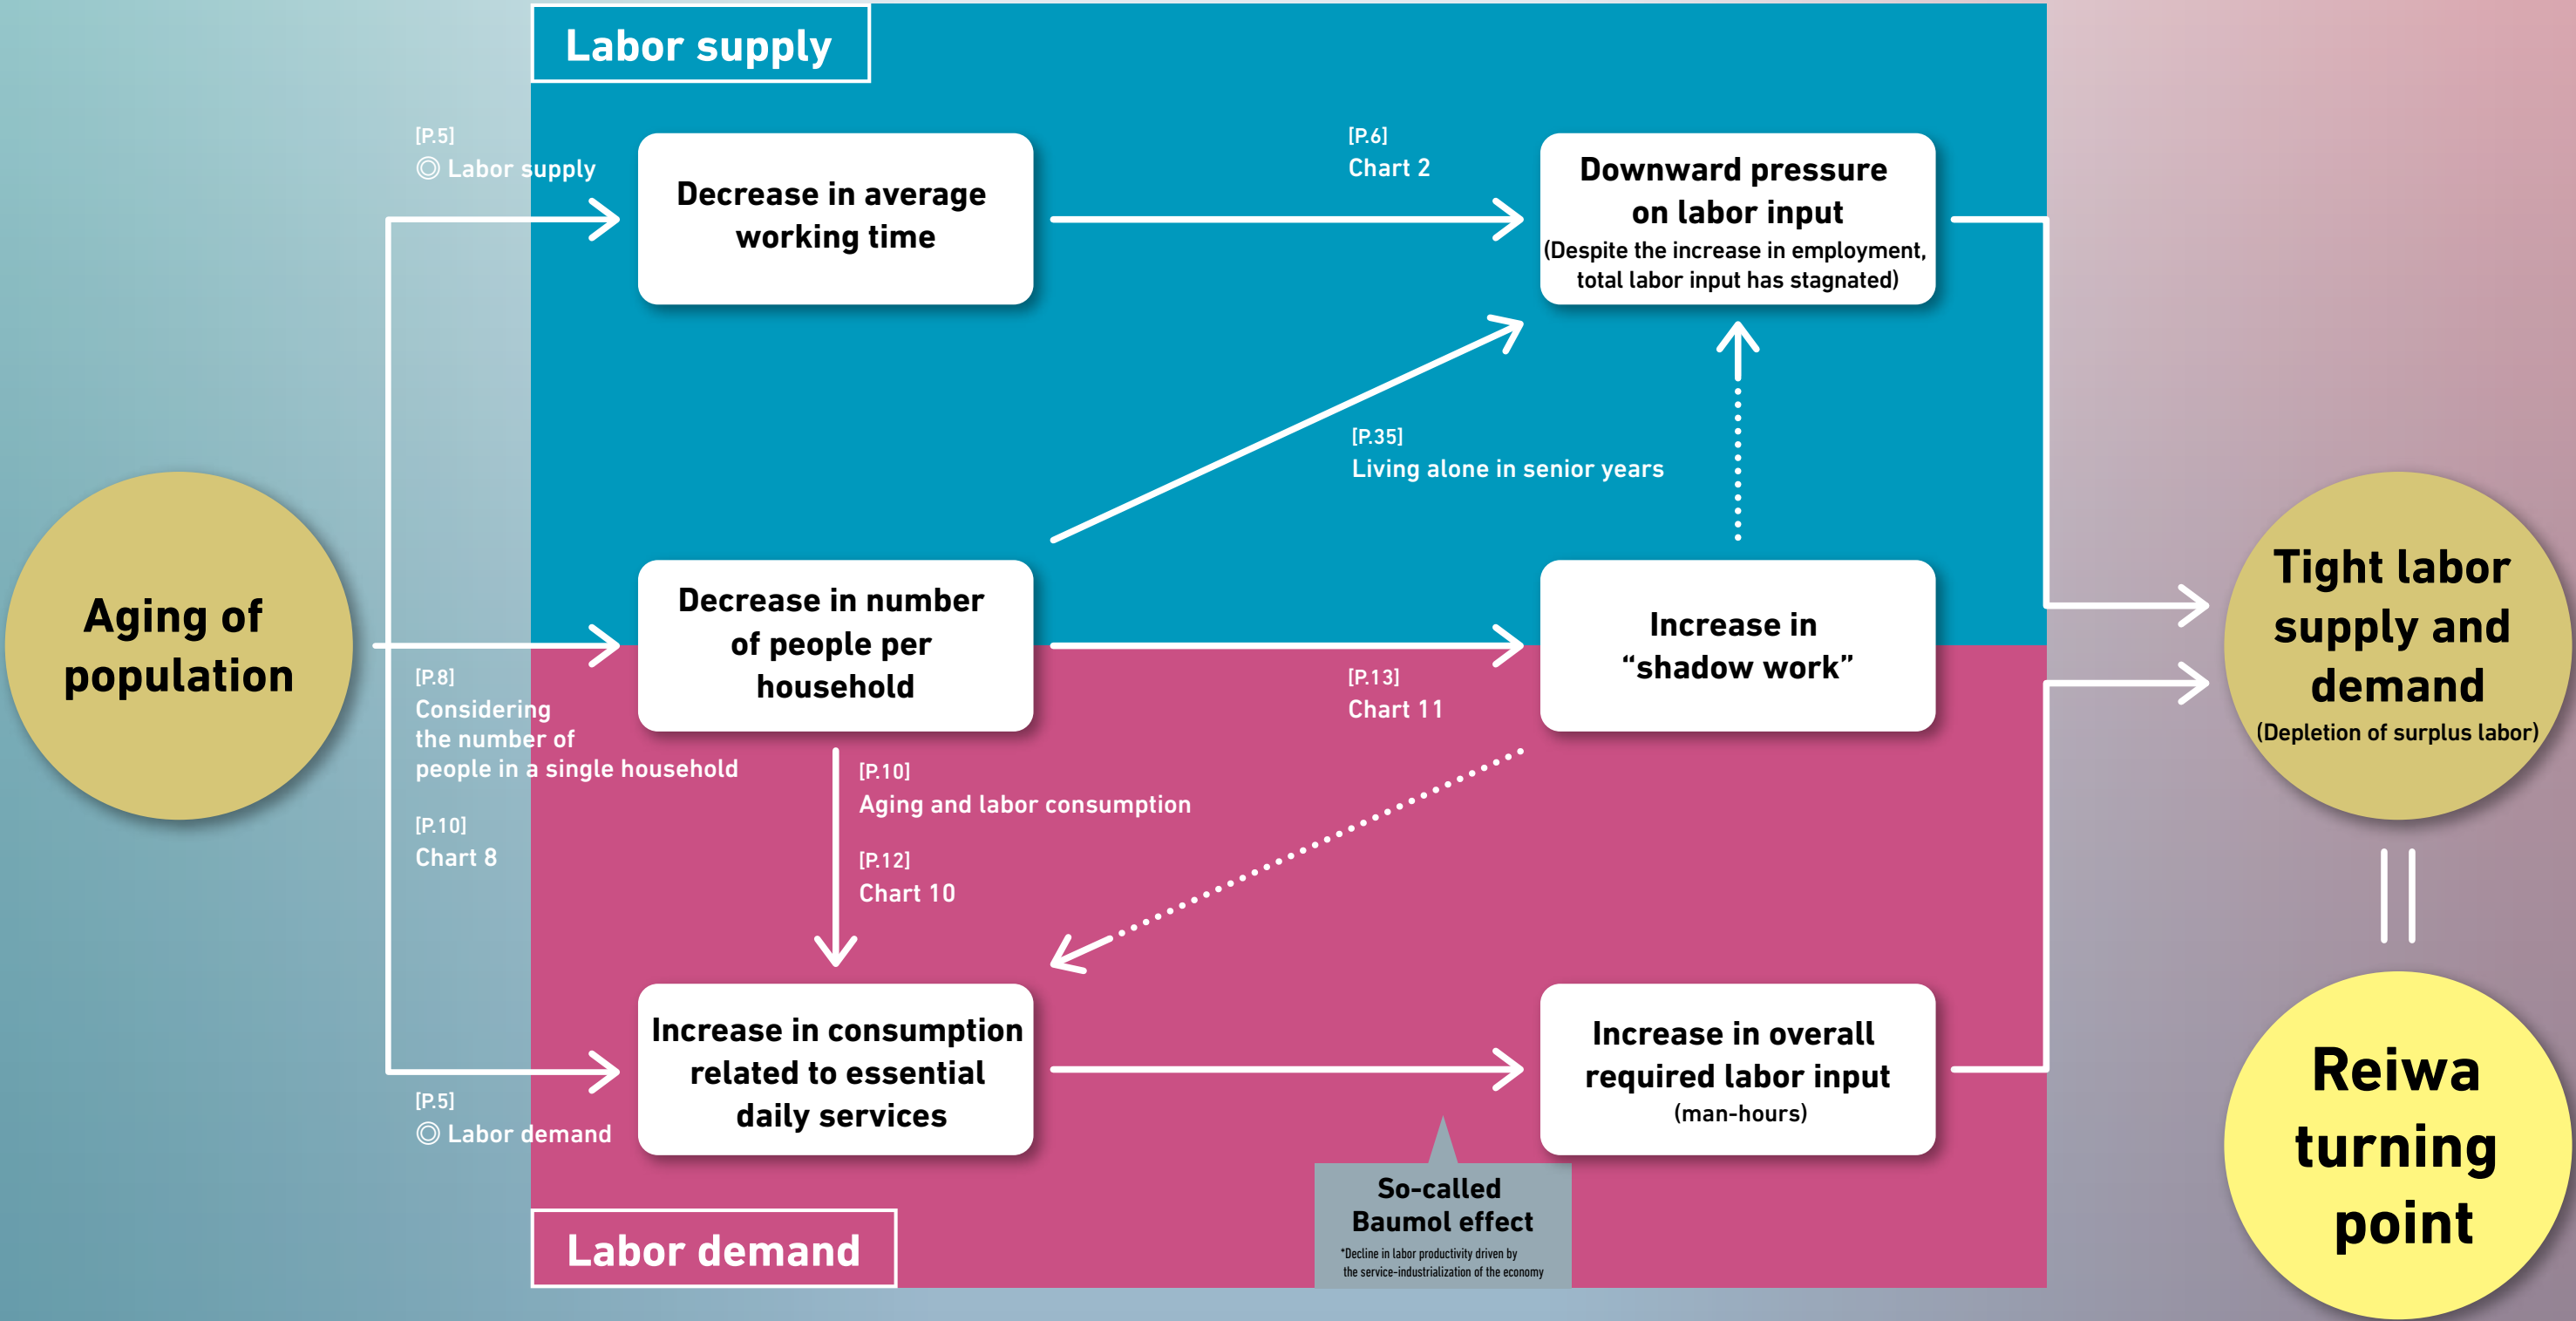 Labor supply
[P.5]
◎ Labor supply
Decrease in average
working time
[P.6]
Chart 2
Downward pressure
on labor input
(Despite the increase in employment,
total labor input has stagnated)
[P.35]
Living alone in senior years
Aging of
population
Decrease in number
of people per
household
Increase in
“shadow work”
Tight labor
supply and
demand
(Depletion of surplus labor)
[P.8]
Considering
the number of
people in a single household
[P.10]
Chart 8
[P.13]
Chart 11
[P.10]
Aging and labor consumption
[P.12]
Chart 10
Increase in consumption
related to essential
daily services
Increase in overall
required labor input
(man-hours)
[P.5]
◎ Labor demand
So-called
Baumol effect
*Decline in labor productivity driven by
the service-industrialization of the economy
Labor demand
Reiwa
turning
point